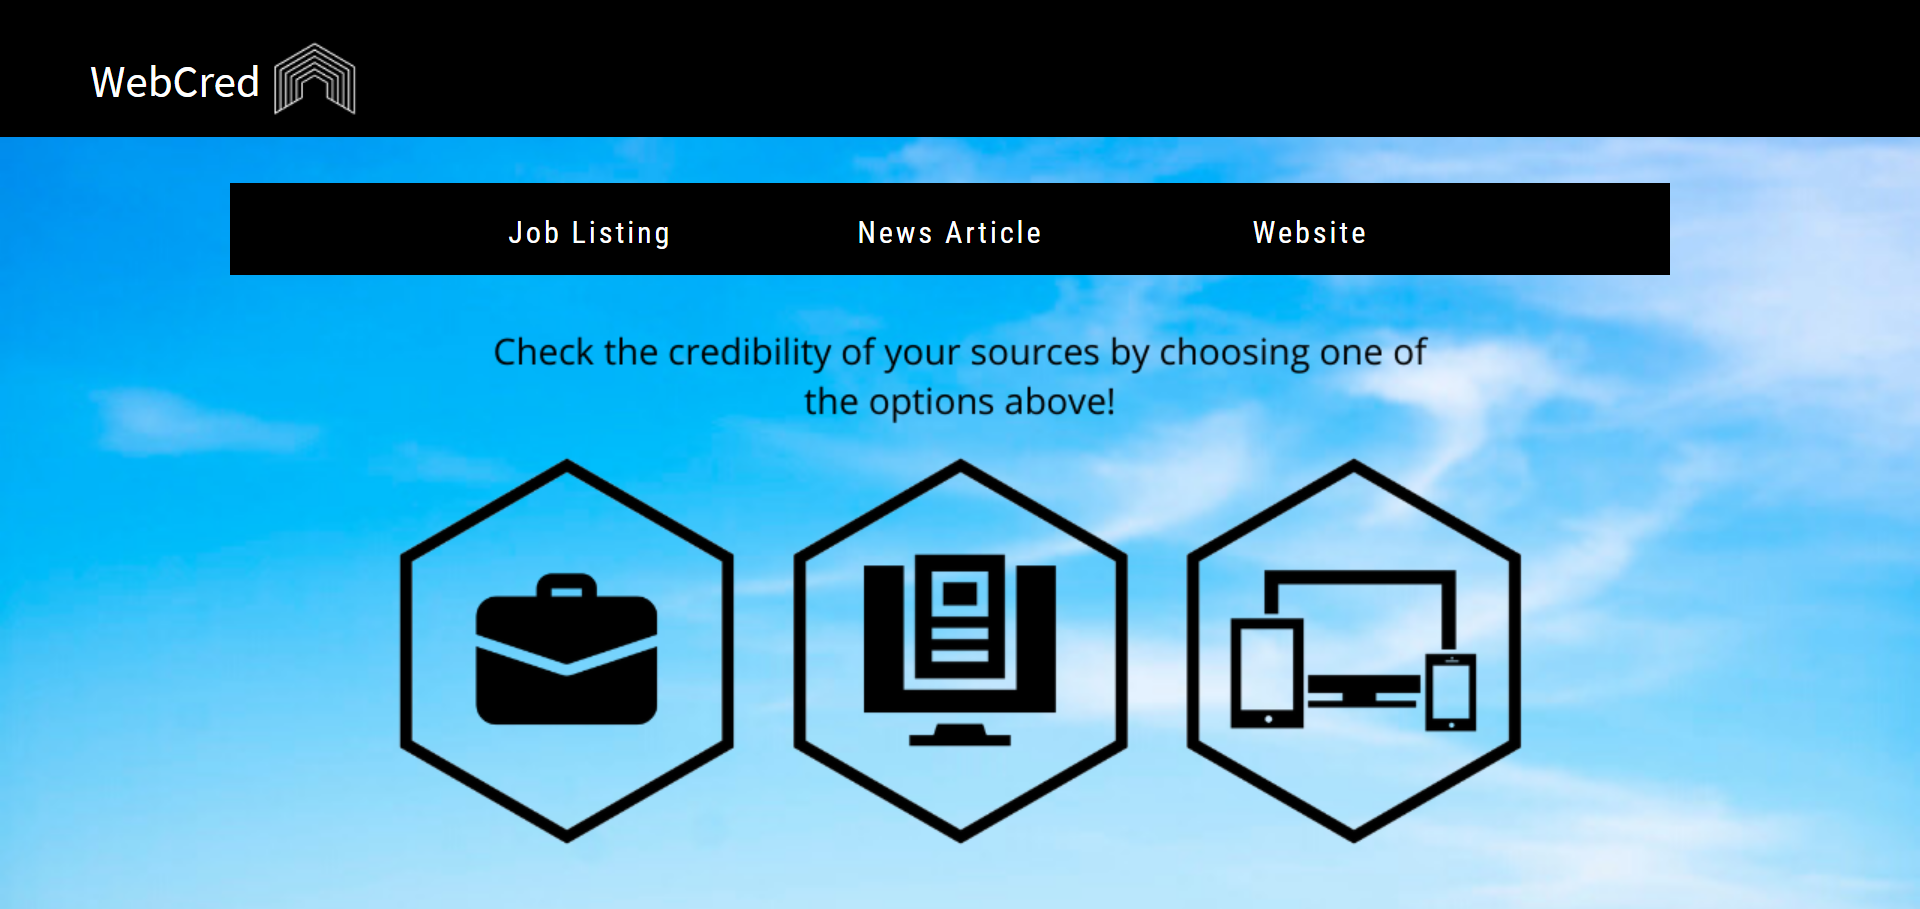 WebCred
Job Listing
News Article
Website
Check the credibility of your sources by choosing one of
the options above!